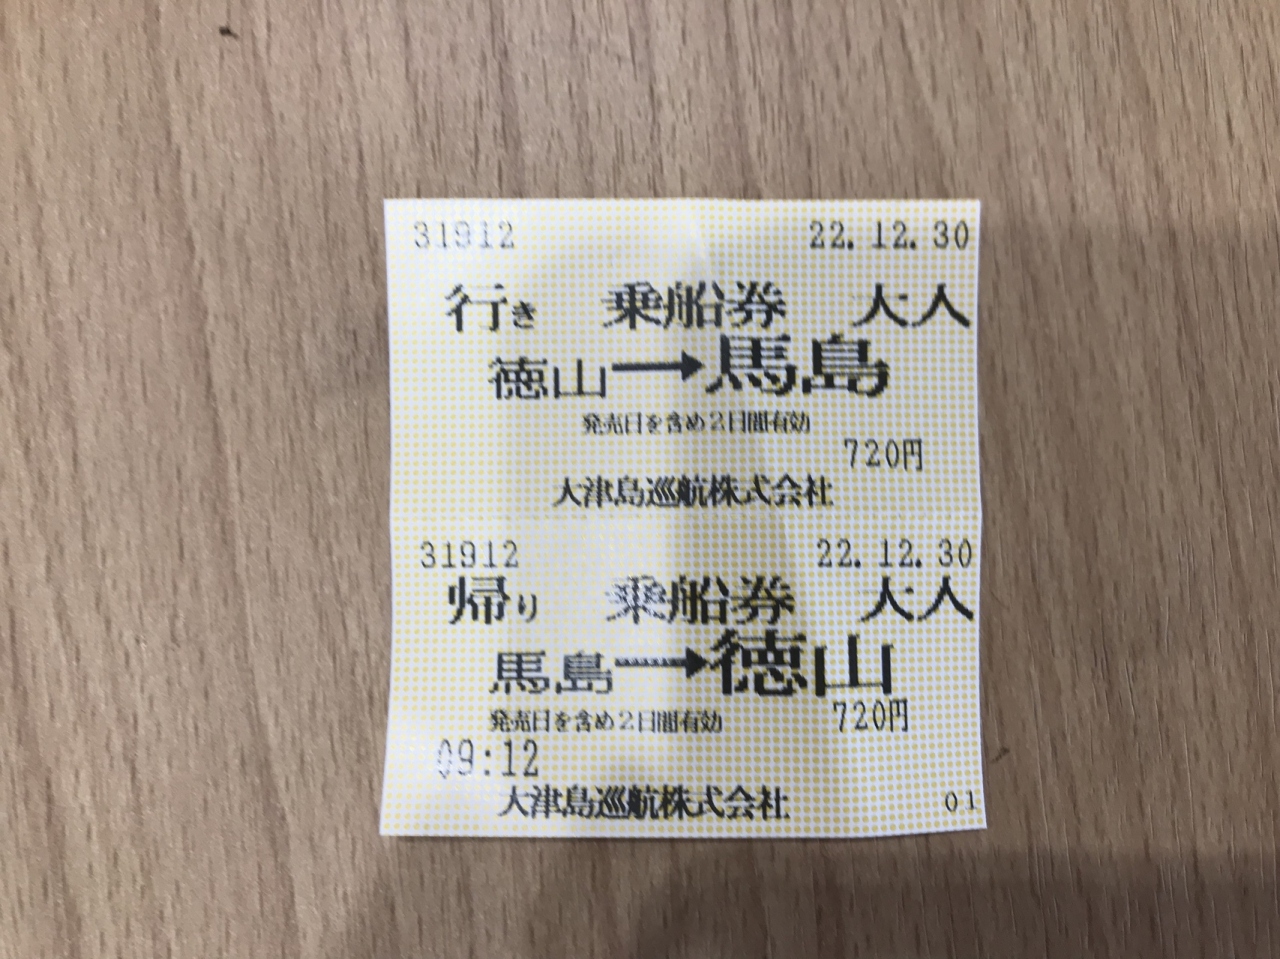 31912 22.12.30
行き 乗船券 大人
徳山→馬島
発売日を含め2日間有効
720円
大津島巡航株式会社
31912 22.12.30
帰り 乗船券 大人
馬島→徳山
発売日を含め2日間有効 720円
09:12
大津島巡航株式会社 01